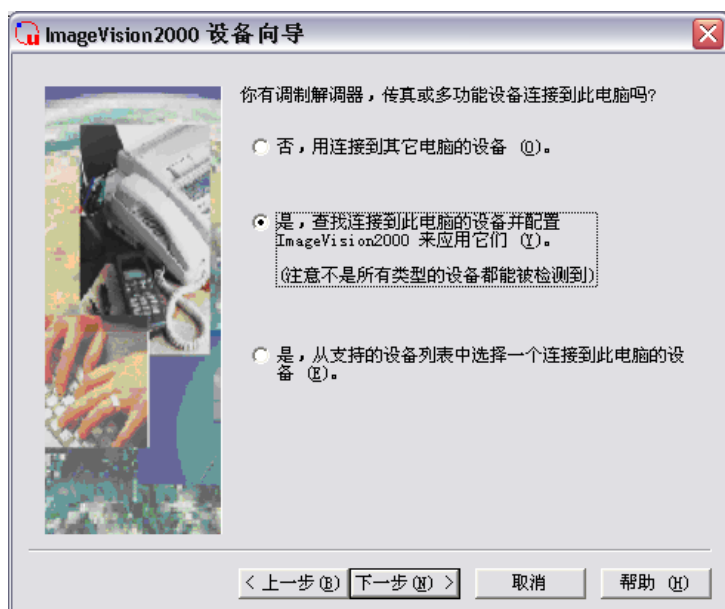 ImageVision2000 设备向导
你有调制解调器，传真或多功能设备连接到此电脑吗?
否，用连接到其它电脑的设备 (O)。
是，查找连接到此电脑的设备并配置
ImageVision2000 来应用它们 (Y)。
(注意不是所有类型的设备都能被检测到)
是，从支持的设备列表中选择一个连接到此电脑的设
备 (E)。
< 上一步(B) 下一步(N) > 取消 帮助 (H)